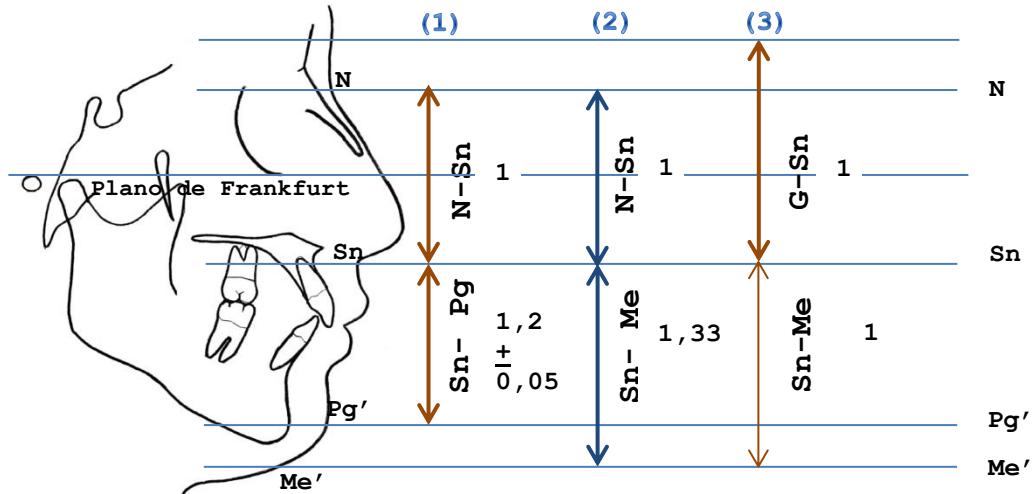 (1) (2) (3)
N N
N-Sn 1 N-Sn 1 G-Sn 1
Plano de Frankfurt
Sn Sn
Sn- Pg 1,2 ± 0,05 Sn- Me 1,33 Sn-Me 1
Pg’ Pg’
Me’ Me’